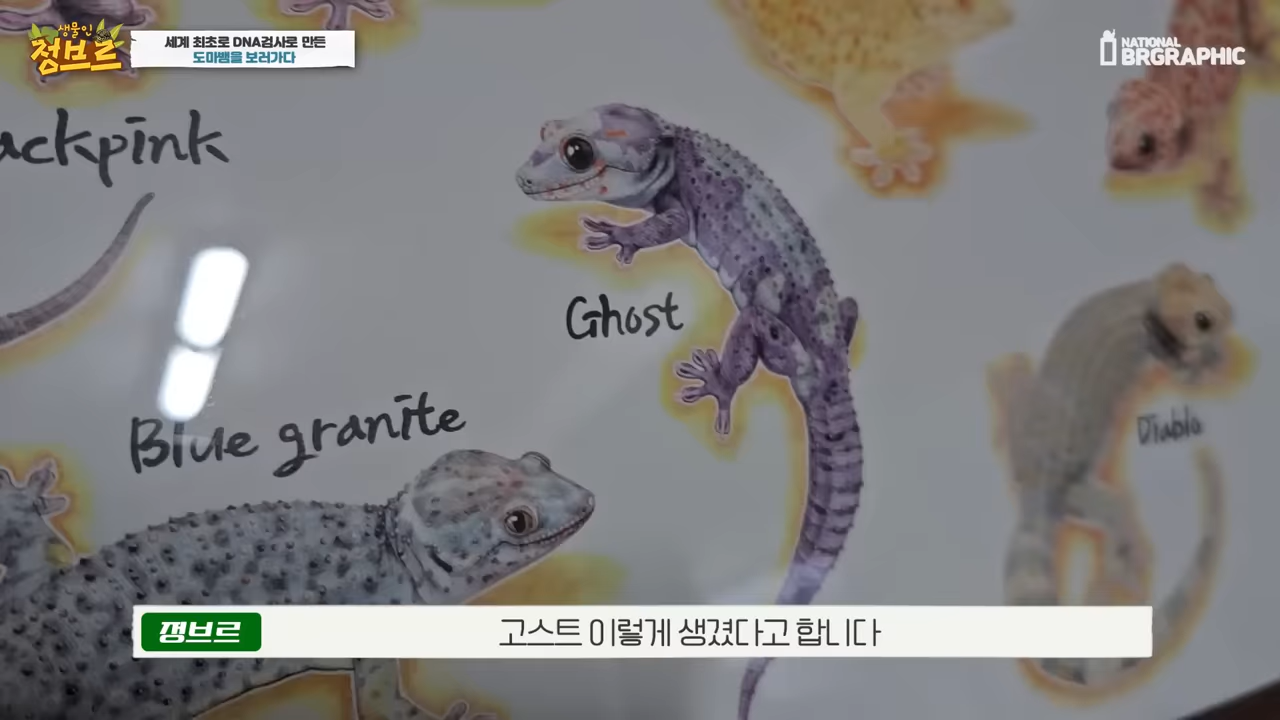 생물인
정브르
세계 최초로 DNA검사로 만든
도마뱀을 보러가다
NATIONAL
BRGRAPHIC
ackpink
Ghost
Blue granite
Diablo
쩡브르
고스트 이렇게 생겼다고 합니다